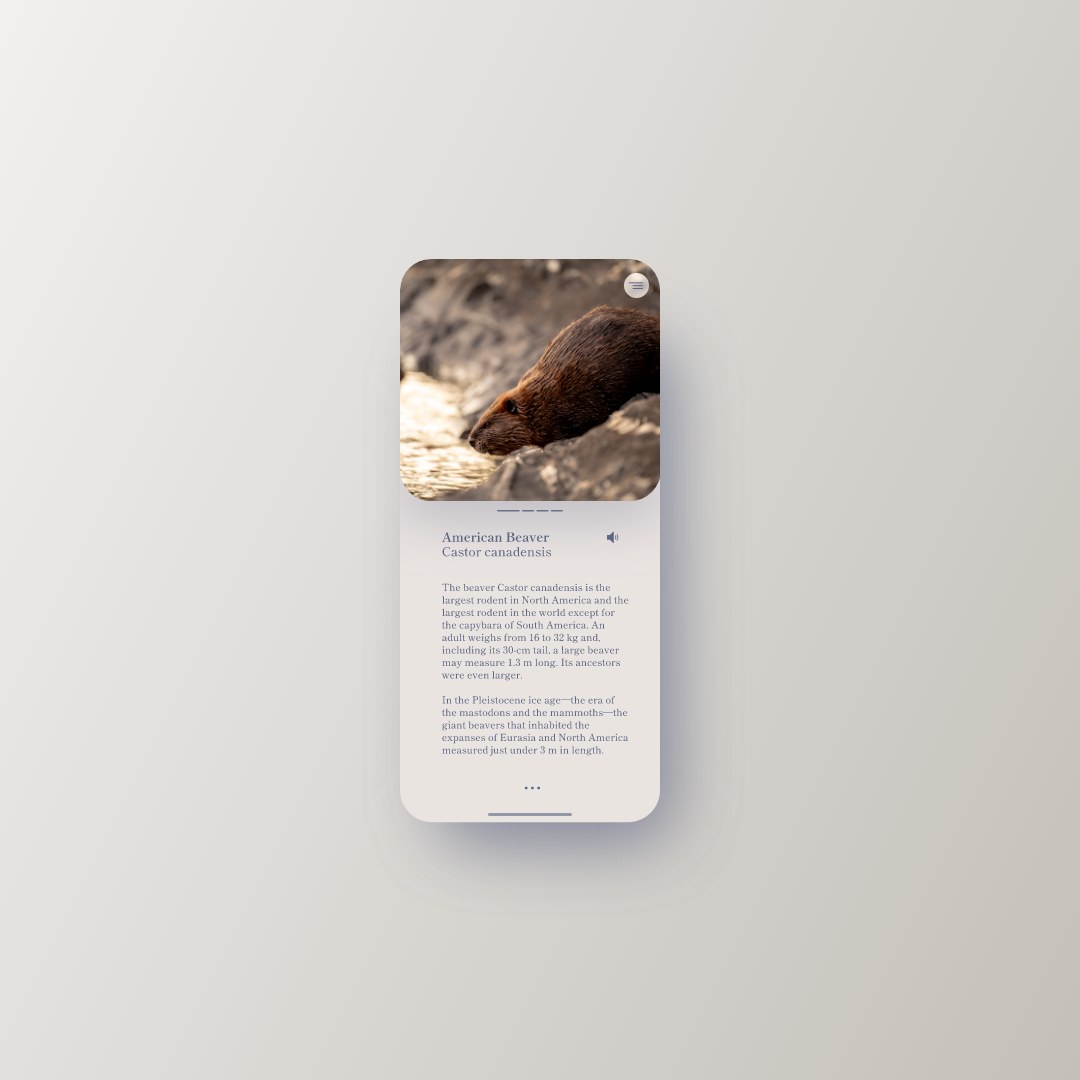 American Beaver
Castor canadensis
The beaver Castor canadensis is the
largest rodent in North America and the
largest rodent in the world except for
the capybara of South America. An
adult weighs from 16 to 32 kg and,
including its 30-cm tail, a large beaver
may measure 1.3 m long. Its ancestors
were even larger.
In the Pleistocene ice age—the era of
the mastodons and the mammoths—the
giant beavers that inhabited the
expanses of Eurasia and North America
measured just under 3 m in length.